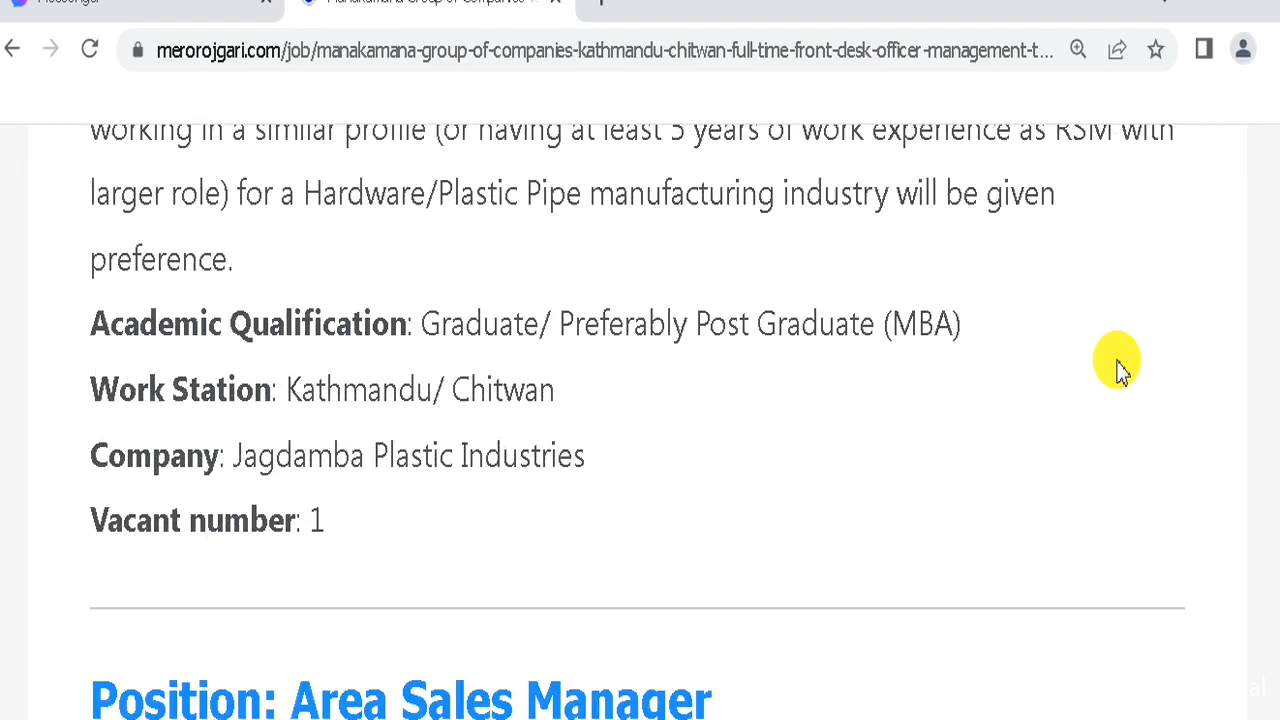 merorojgari.com/job/manakamana-group-of-companies-kathmandu-chitwan-full-time-front-desk-officer-management-t...
working in a similar profile (or having at least 5 years of work experience as RSM with
larger role) for a Hardware/Plastic Pipe manufacturing industry will be given
preference.
Academic Qualification: Graduate/ Preferably Post Graduate (MBA)
Work Station: Kathmandu/ Chitwan
Company: Jagdamba Plastic Industries
Vacant number: 1
Position: Area Sales Manager
al